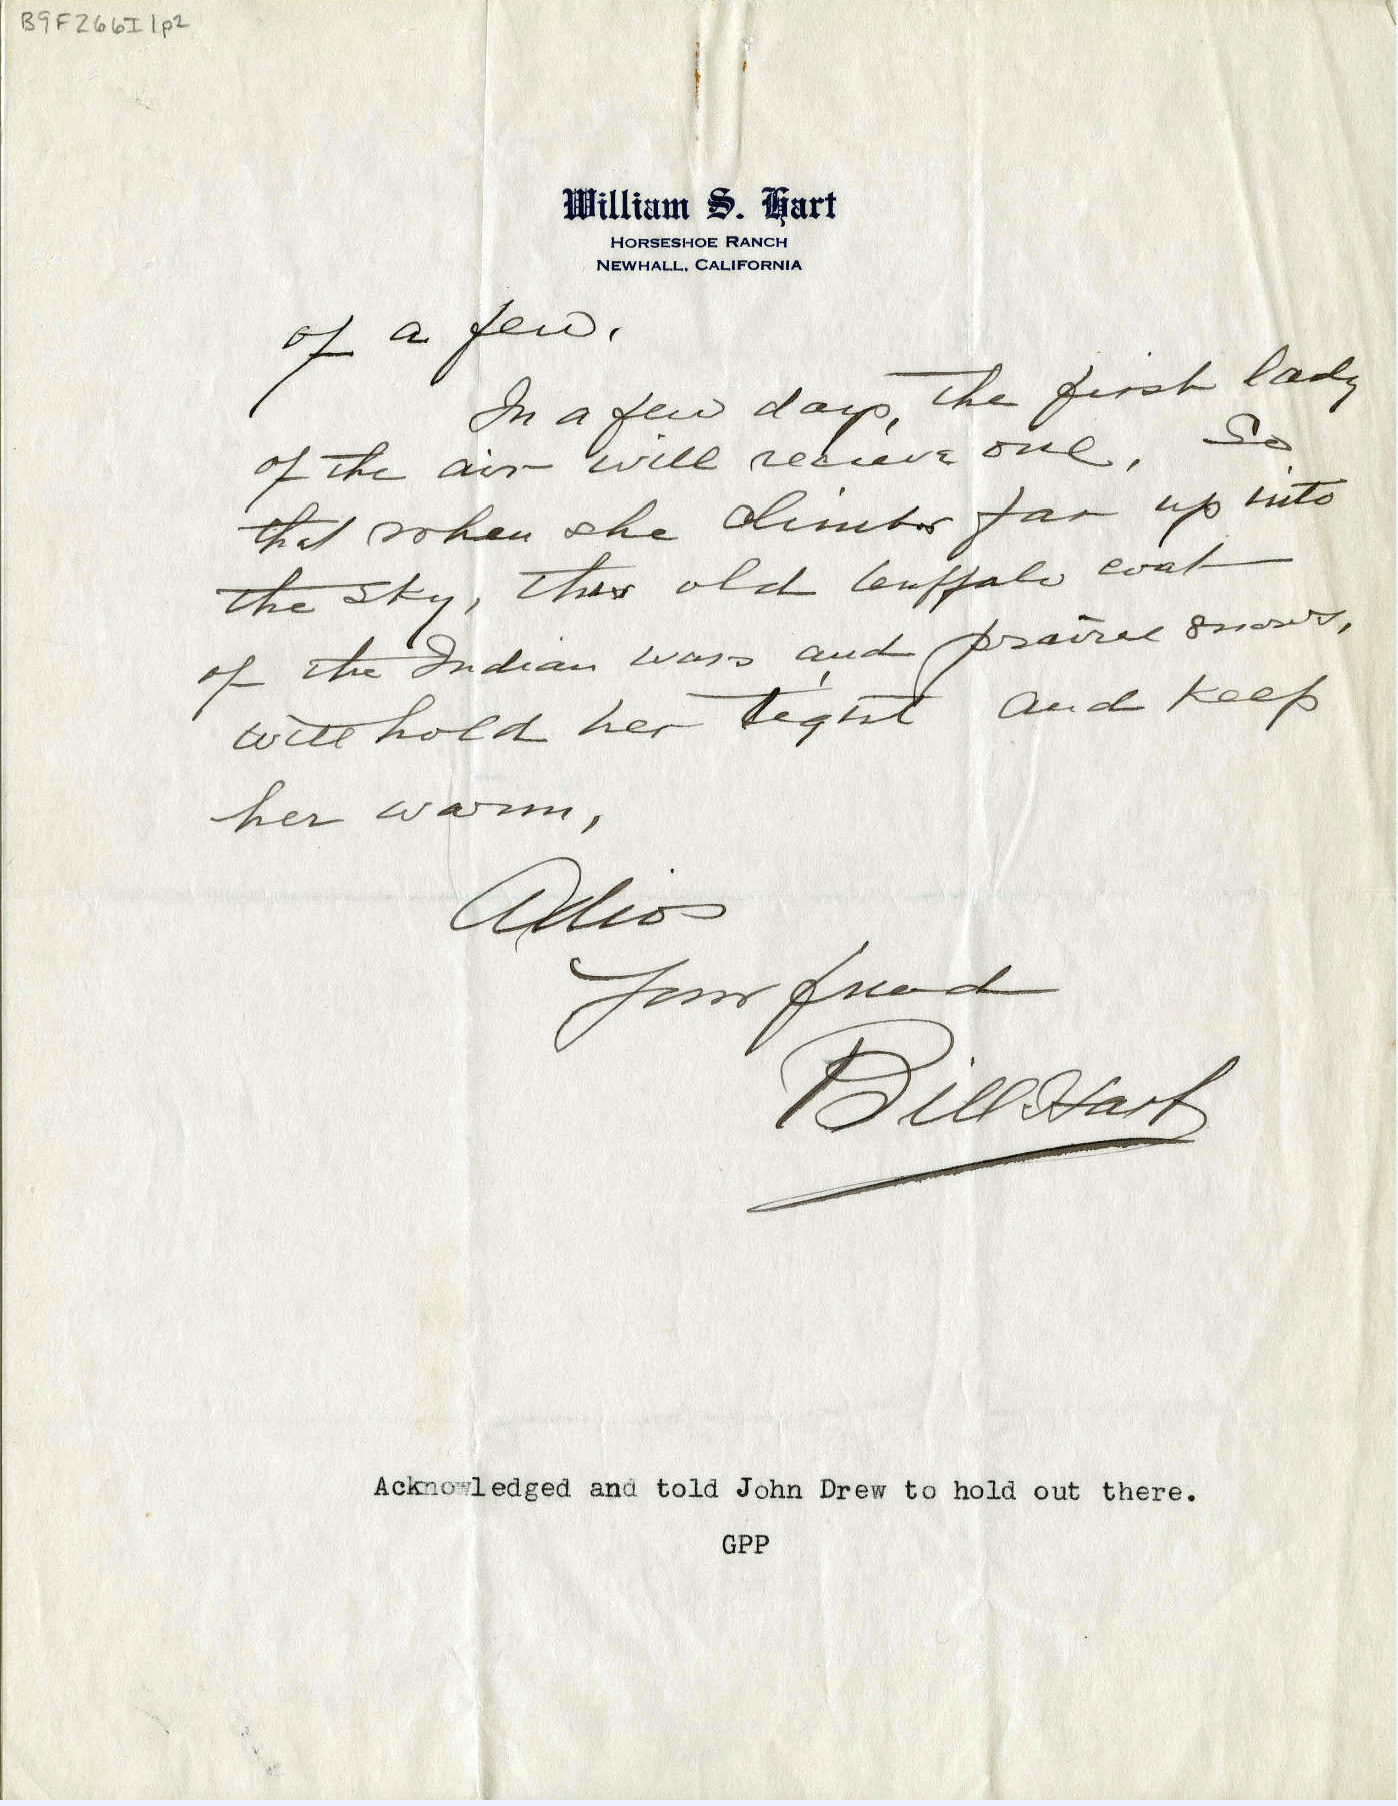 B9F266I1p2
William S. Hart
HORSESHOE RANCH
NEWHALL, CALIFORNIA
of a few.
In a few days, the first lady
of the air will recieve one, So
that when she climbs far up into
the sky, this old buffalo coat
of the Indian wars and prairie snows,
will hold her tight and keep
her warm,
Adios
Your friend
Bill Hart
Acknowledged and told John Drew to hold out there.
GPP